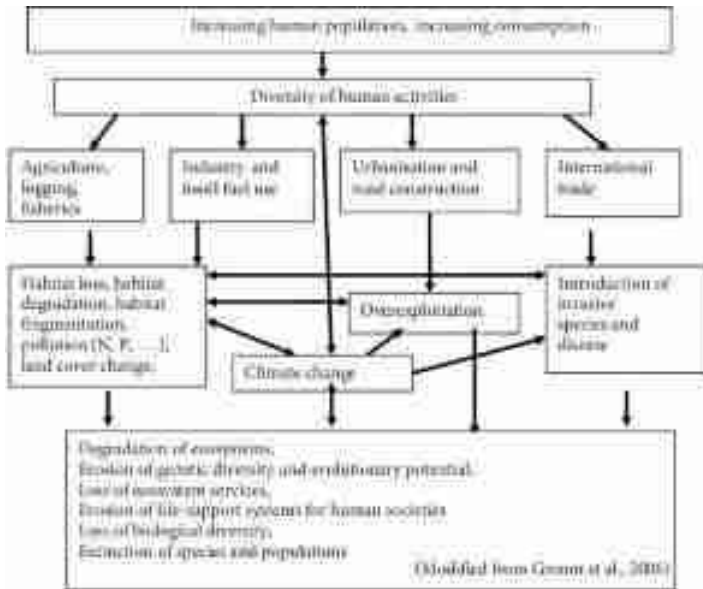 Increasing human population, increasing consumption
Diversity of human activities
Agriculture,
logging,
fisheries
Industry and
fossil fuel use
Urbanisation and
road construction
International
trade
Habitat loss, habitat
degradation, habitat
fragmentation,
pollution (N, P, ...),
land cover change,
Overexploitation
Introduction of
invasive
species and
disease
Climate change
Degradation of ecosystems,
Erosion of genetic diversity and evolutionary potential,
Loss of ecosystem services,
Erosion of life-support systems for human societies
Loss of biological diversity,
Extinction of species and populations
(Modified from et al., 2006)